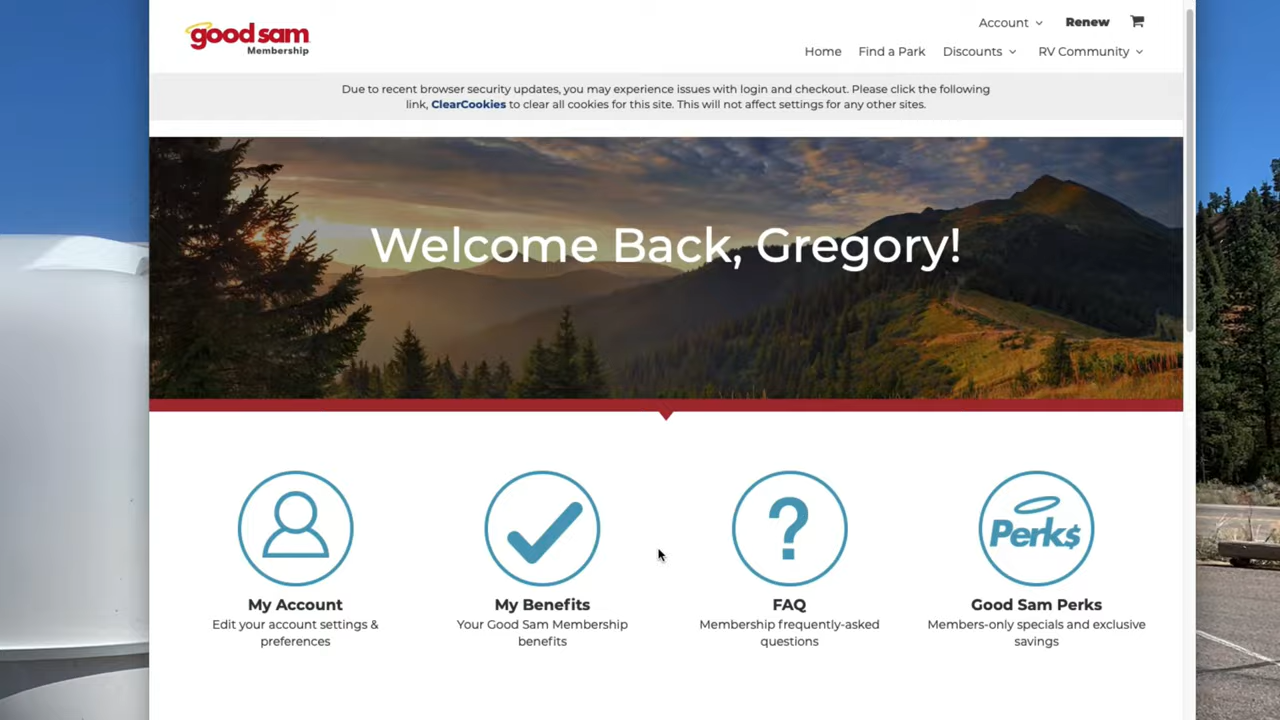 good sam
Membership
Account
Renew
Home
Find a Park
Discounts
RV Community
Due to recent browser security updates, you may experience issues with login and checkout. Please click the following
link, ClearCookies to clear all cookies for this site. This will not affect settings for any other sites.
Welcome Back, Gregory!
?
Perk$
My Account
My Benefits
FAQ
Good Sam Perks
Edit your account settings &
preferences
Your Good Sam Membership
benefits
Membership frequently-asked
questions
Members-only specials and exclusive
savings